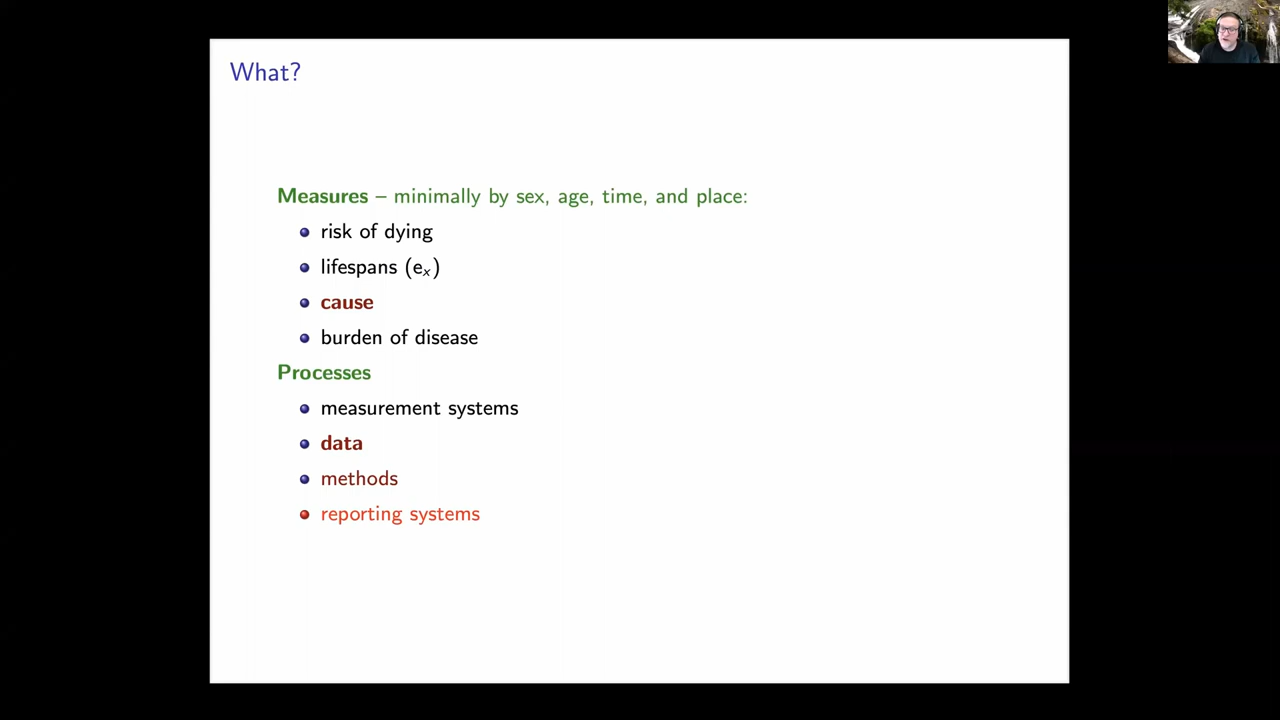 What?
Measures – minimally by sex, age, time, and place:
risk of dying
lifespans (eₓ)
cause
burden of disease
Processes
measurement systems
data
methods
reporting systems